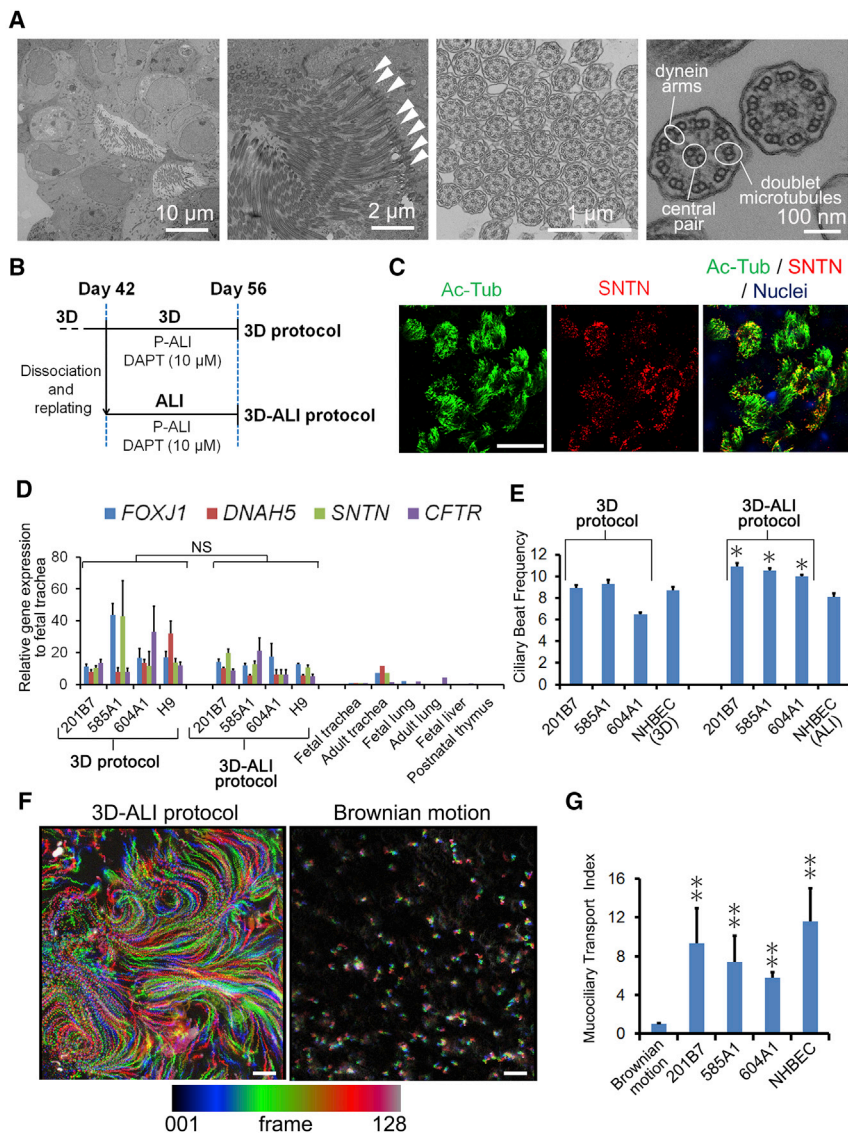 A
10 µm
2 µm
1 µm
dynein
arms
central
pair
doublet
microtubules
100 nm
B
Day 42
Day 56
3D
3D
3D protocol
P-ALI
DAPT (10 µM)
Dissociation
and
replating
ALI
3D-ALI protocol
P-ALI
DAPT (10 µM)
C
Ac-Tub
SNTN
Ac-Tub / SNTN
/ Nuclei
D
FOXJ1
DNAH5
SNTN
CFTR
Relative gene expression
to fetal trachea
80
60
40
20
0
NS
201B7
585A1
604A1
H9
201B7
585A1
604A1
H9
Fetal trachea
Adult trachea
Fetal lung
Adult lung
Fetal liver
Postnatal thymus
3D protocol
3D-ALI
protocol
E
3D
protocol
3D-ALI
protocol
Ciliary Beat Frequency
12
10
8
6
4
2
0
* * *
201B7
585A1
604A1
NHBEC
(3D)
201B7
585A1
604A1
NHBEC
(ALI)
F
3D-ALI protocol
Brownian motion
001 frame 128
G
Mucociliary Transport Index
16
12
8
4
0
** ** ** **
Brownian
motion
201B7
585A1
604A1
NHBEC